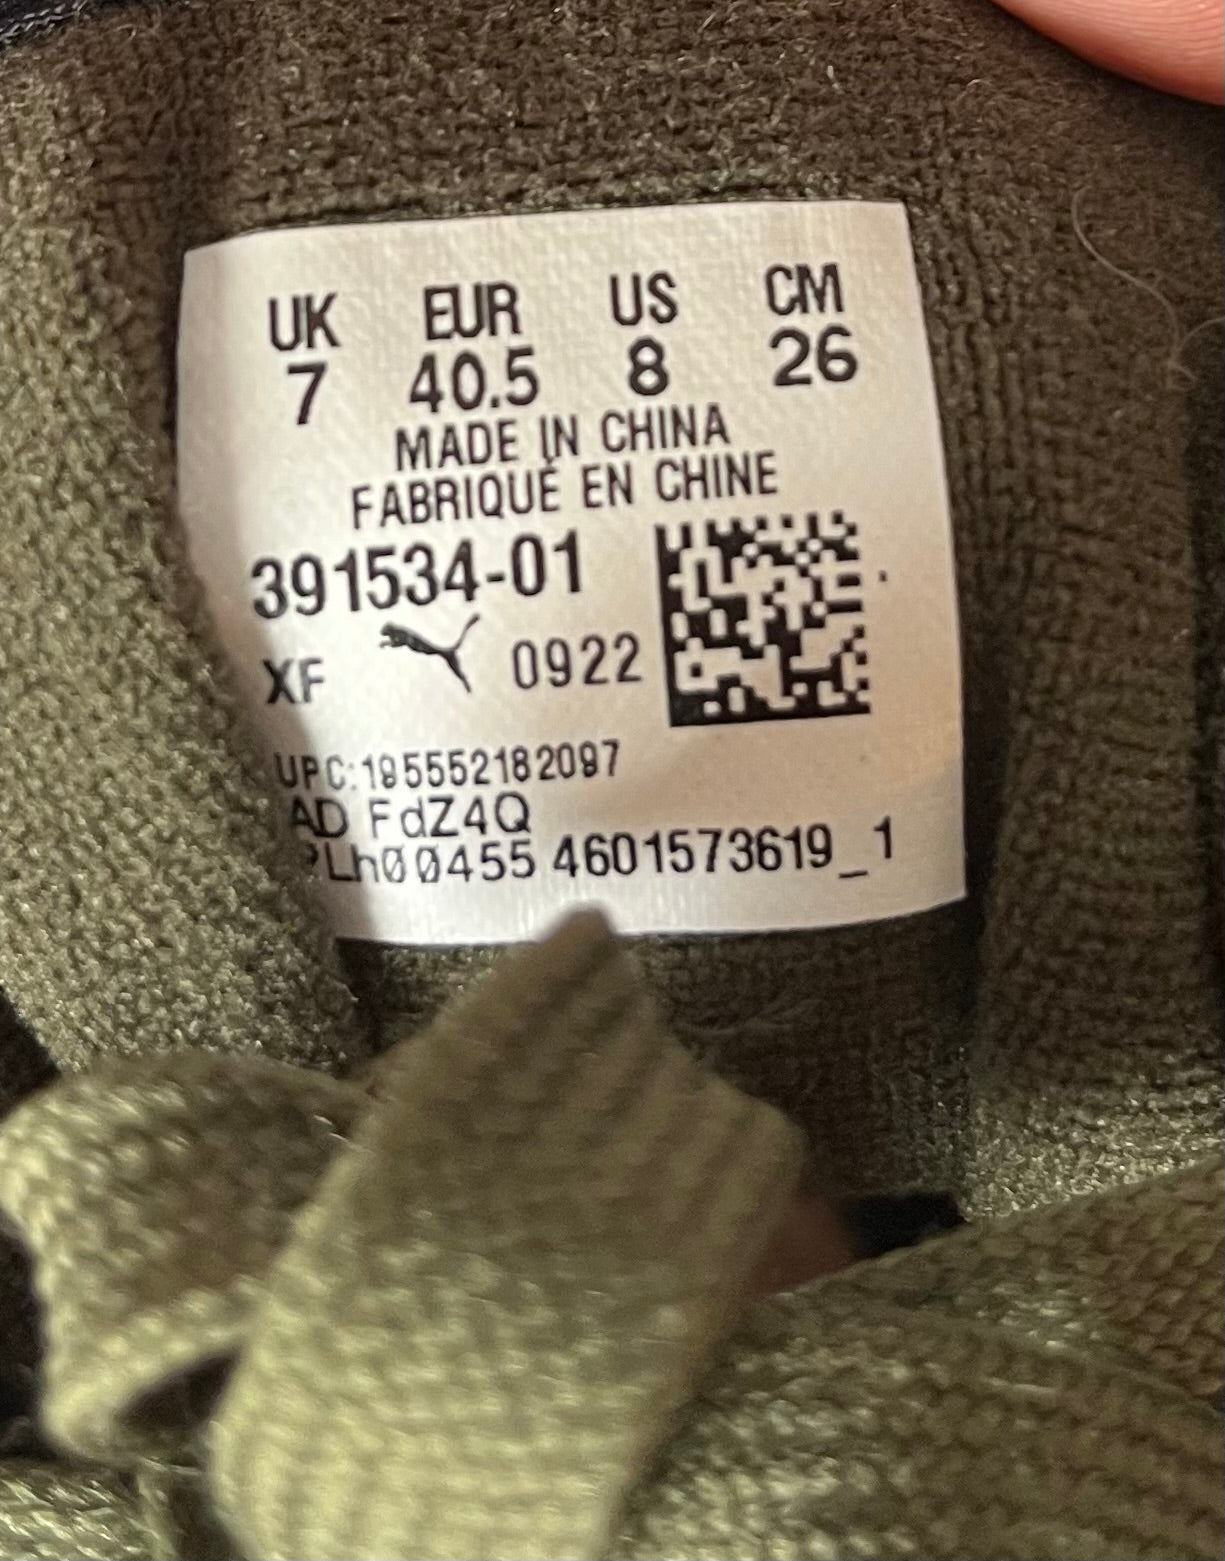 UK EUR US CM
7 40.5 8 26
MADE IN CHINA
FABRIQUÉ EN CHINE
391534-01
XF 0922
UPC:195552182097
AD FdZ4Q
PLh00455 4601573619_1